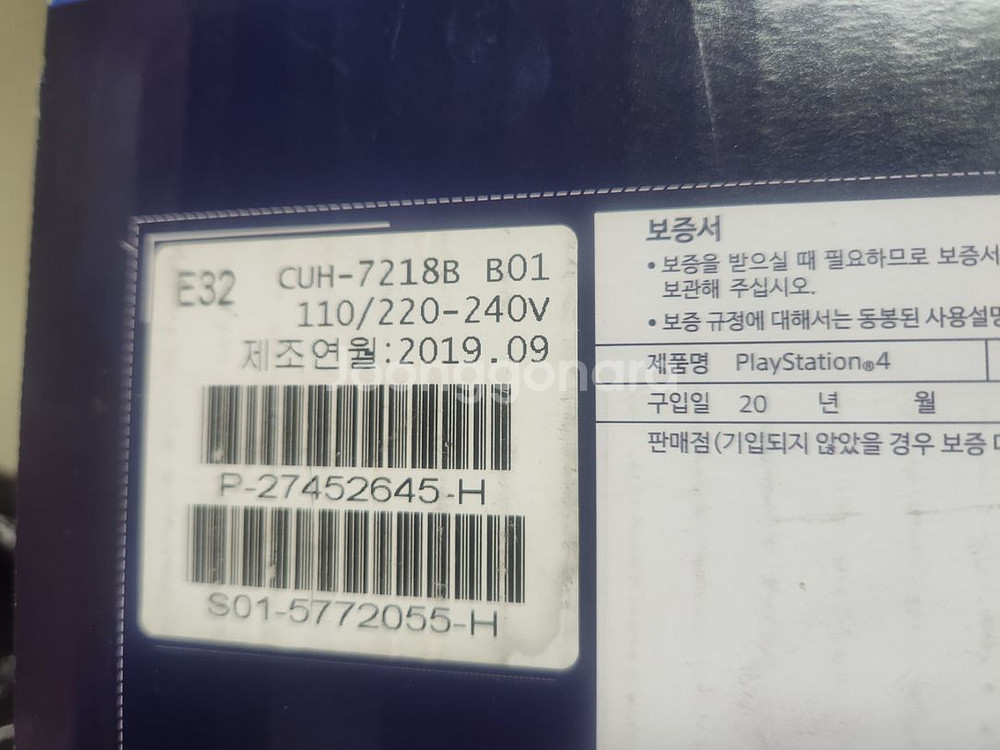 E32 CUH-7218B B01
110/220-240V
제조연월:2019.09
P-27452645-H
S01-5772055-H
보증서
• 보증을 받으실 때 필요하므로 보증서
보관해 주십시오.
• 보증 규정에 대해서는 동봉된 사용설명
제품명 PlayStation®4
구입일 20 년 월
판매점(기입되지 않았을 경우 보증
Joonggonara